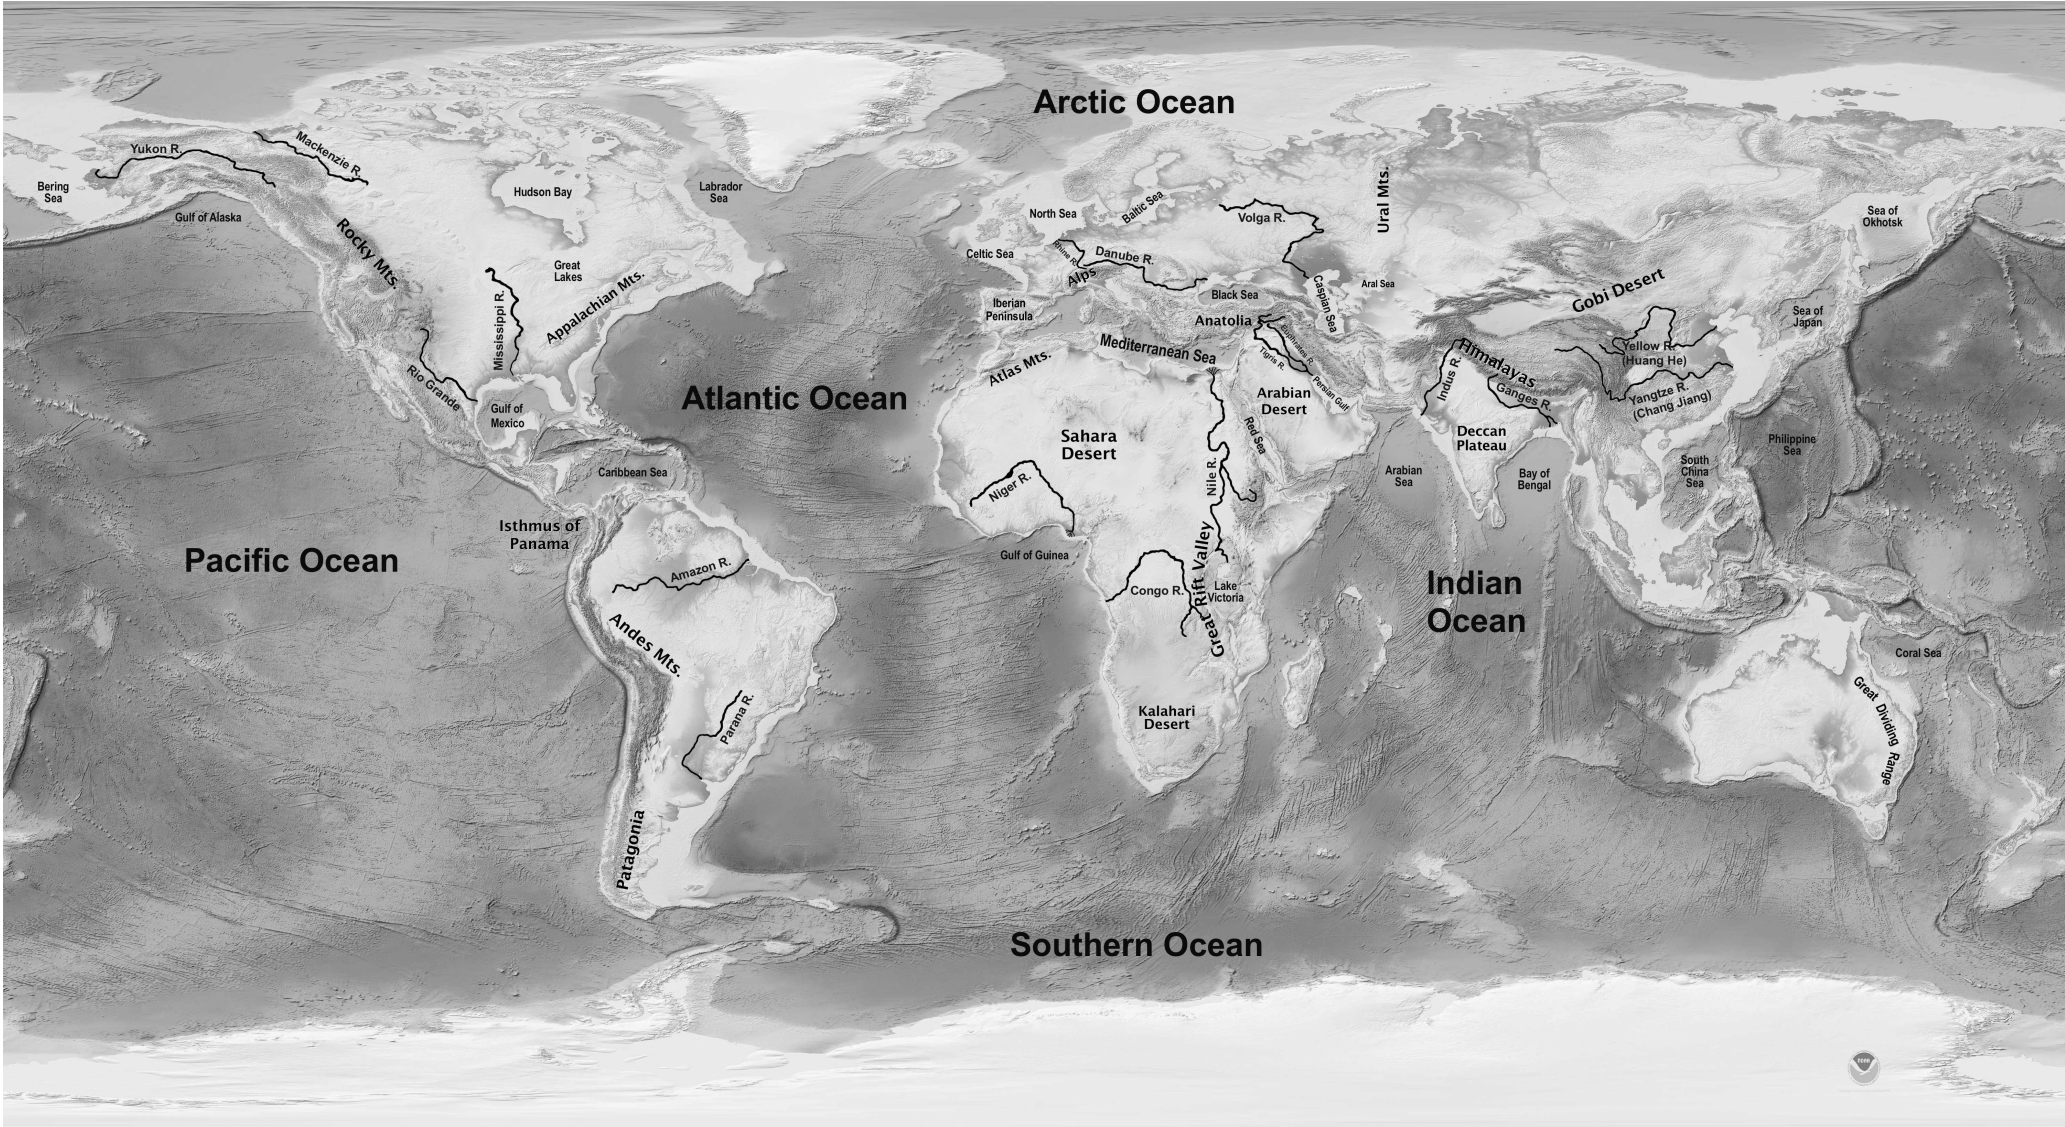 Arctic Ocean
Yukon R.
Mackenzie R.
Bering
Sea
Gulf of Alaska
Hudson Bay
Labrador
Sea
Rocky Mts.
Great
Lakes
Mississippi R.
Appalachian Mts.
Rio Grande
Gulf of
Mexico
Atlantic Ocean
Caribbean Sea
Isthmus of
Panama
Pacific Ocean
Amazon R.
Andes Mts.
Parana R.
Patagonia
North Sea
Baltic Sea
Celtic Sea
Rhine R.
Danube R.
Alps
Volga R.
Ural Mts.
Iberian
Peninsula
Black Sea
Caspian Sea
Aral Sea
Anatolia
Euphrates R.
Tigris R.
Persian Gulf
Atlas Mts.
Mediterranean Sea
Arabian
Desert
Red Sea
Sahara
Desert
Niger R.
Nile R.
Gulf of Guinea
Congo R.
Great Rift Valley
Lake
Victoria
Kalahari
Desert
Gobi Desert
Sea of
Okhotsk
Sea of
Japan
Yellow R.
(Huang He)
Yangtze R.
(Chang Jiang)
Himalayas
Indus R.
Ganges R.
Deccan
Plateau
Arabian
Sea
Bay of
Bengal
South
China
Sea
Philippine
Sea
Indian
Ocean
Coral Sea
Great Dividing Range
Southern Ocean